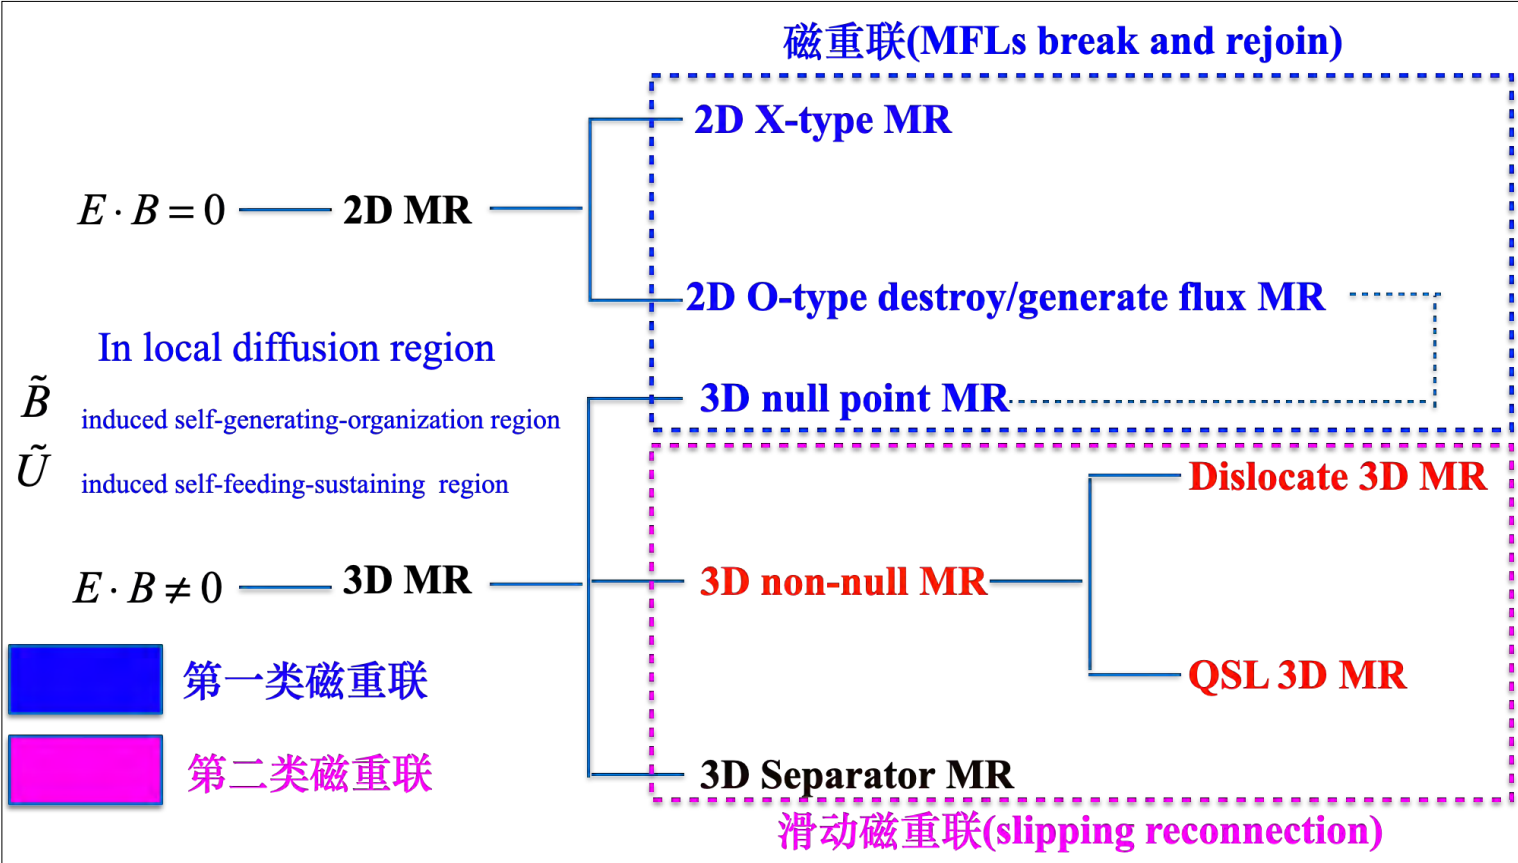 磁重联(MFLs break and rejoin)
2D X-type MR
E · B = 0
2D MR
2D O-type destroy/generate flux MR
In local diffusion region
B̃ induced self-generating-organization region
3D null point MR
Ũ induced self-feeding-sustaining region
Dislocate 3D MR
E · B ≠ 0
3D MR
3D non-null MR
QSL 3D MR
第一类磁重联
第二类磁重联
3D Separator MR
滑动磁重联(slipping reconnection)